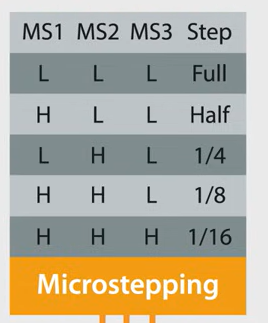 MS1 MS2 MS3 Step
L L L Full
H L L Half
L H L 1/4
H H L 1/8
H H H 1/16
Microstepping